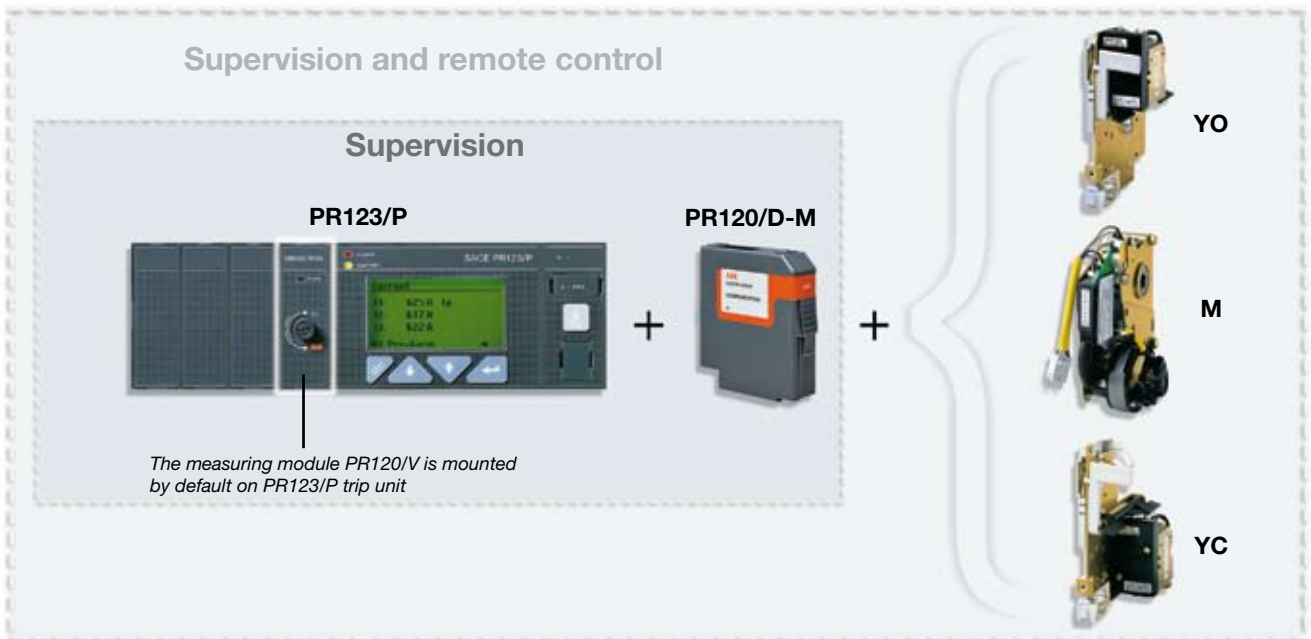 Supervision and remote control
Supervision
PR123/P
PR120/D-M
SACE PR123/P
+
+
YO
M
YC
The measuring module PR120/V is mounted
by default on PR123/P trip unit